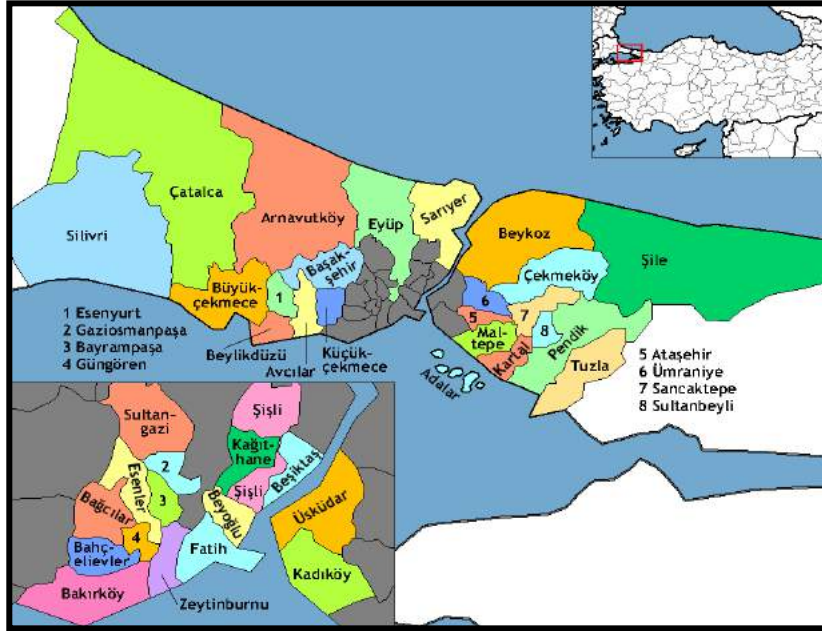 Silivri
Çatalca
Arnavutköy
Eyüp
Sarıyer
Büyük-
çekmece
1
Başak-
şehir
Beylikdüzü
Avcılar
Küçük-
çekmece
1 Esenyurt
2 Gaziosmanpaşa
3 Bayrampaşa
4 Güngören
Beykoz
Şile
Çekmeköy
6
5
7
8
Mal-
tepe
Kartal
Pendik
Tuzla
Adalar
5 Ataşehir
6 Ümraniye
7 Sancaktepe
8 Sultanbeyli
Sultan-
gazi
Şişli
Kağıt-
hane
Beşiktaş
Şişli
2
Esenler
3
Bağcılar
4
Beyoğlu
Üsküdar
Bahç-
elievler
Fatih
Kadıköy
Bakırköy
Zeytinburnu